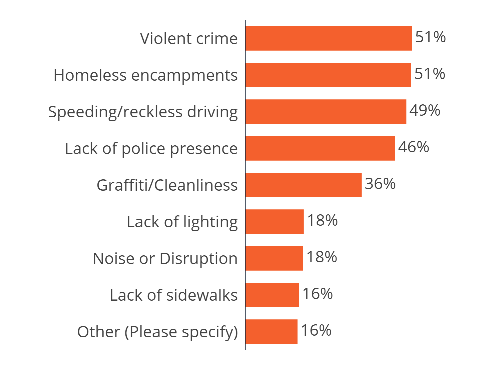 Violent crime 51%
Homeless encampments 51%
Speeding/reckless driving 49%
Lack of police presence 46%
Graffiti/Cleanliness 36%
Lack of lighting 18%
Noise or Disruption 18%
Lack of sidewalks 16%
Other (Please specify) 16%